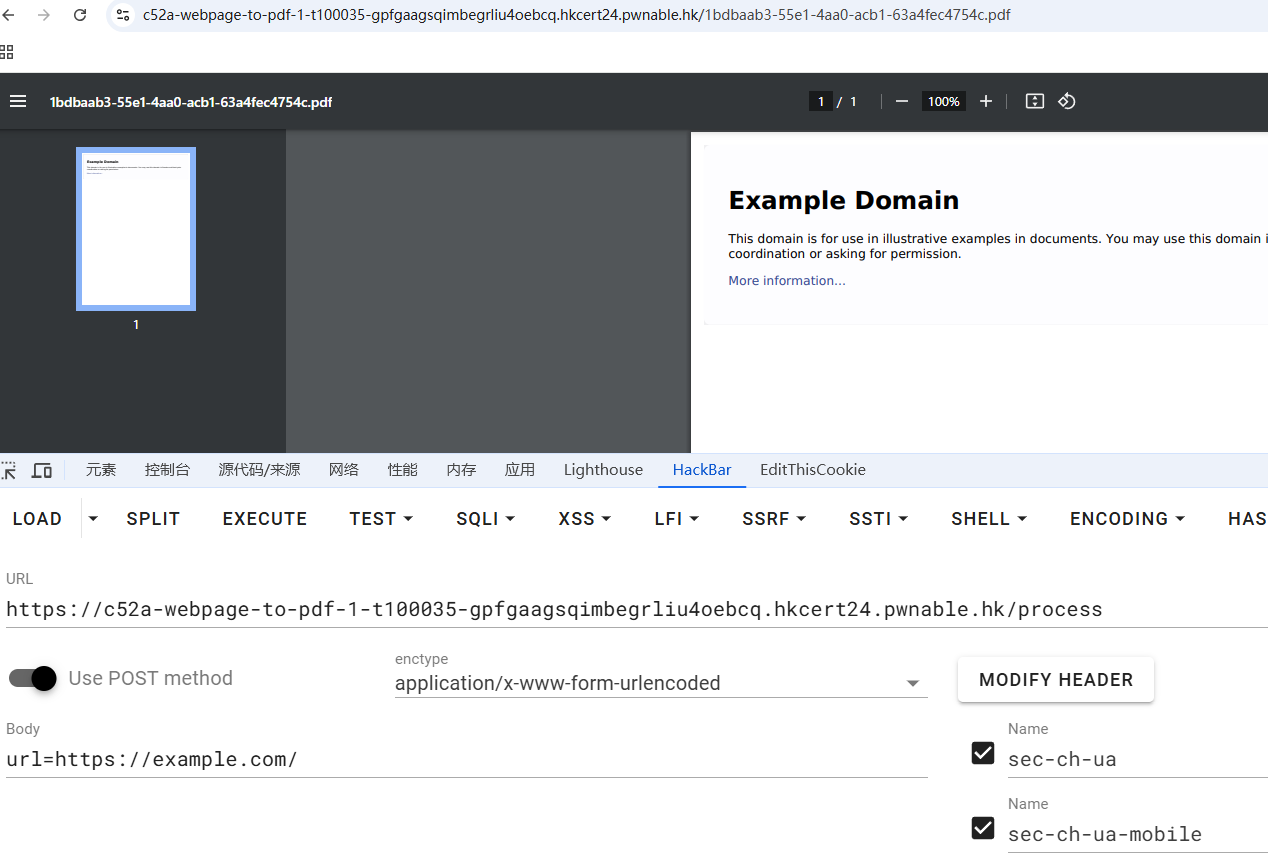 c52a-webpage-to-pdf-1-t100035-gpfgaagsqimbegrliu4oebcq.hkcert24.pwnable.hk/1bdbaab3-55e1-4aa0-acb1-63a4fec4754c.pdf
1bdbaab3-55e1-4aa0-acb1-63a4fec4754c.pdf
1 / 1
100%
Example Domain
1
Example Domain
This domain is for use in illustrative examples in documents. You may use this domain i
coordination or asking for permission.
More information...
元素 控制台 源代码/来源 网络 性能 内存 应用 Lighthouse HackBar EditThisCookie
LOAD SPLIT EXECUTE TEST SQLI XSS LFI SSRF SSTI SHELL ENCODING HAS
URL
https://c52a-webpage-to-pdf-1-t100035-gpfgaagsqimbegrliu4oebcq.hkcert24.pwnable.hk/process
Use POST method
enctype
application/x-www-form-urlencoded
MODIFY HEADER
Body
url=https://example.com/
Name
sec-ch-ua
Name
sec-ch-ua-mobile